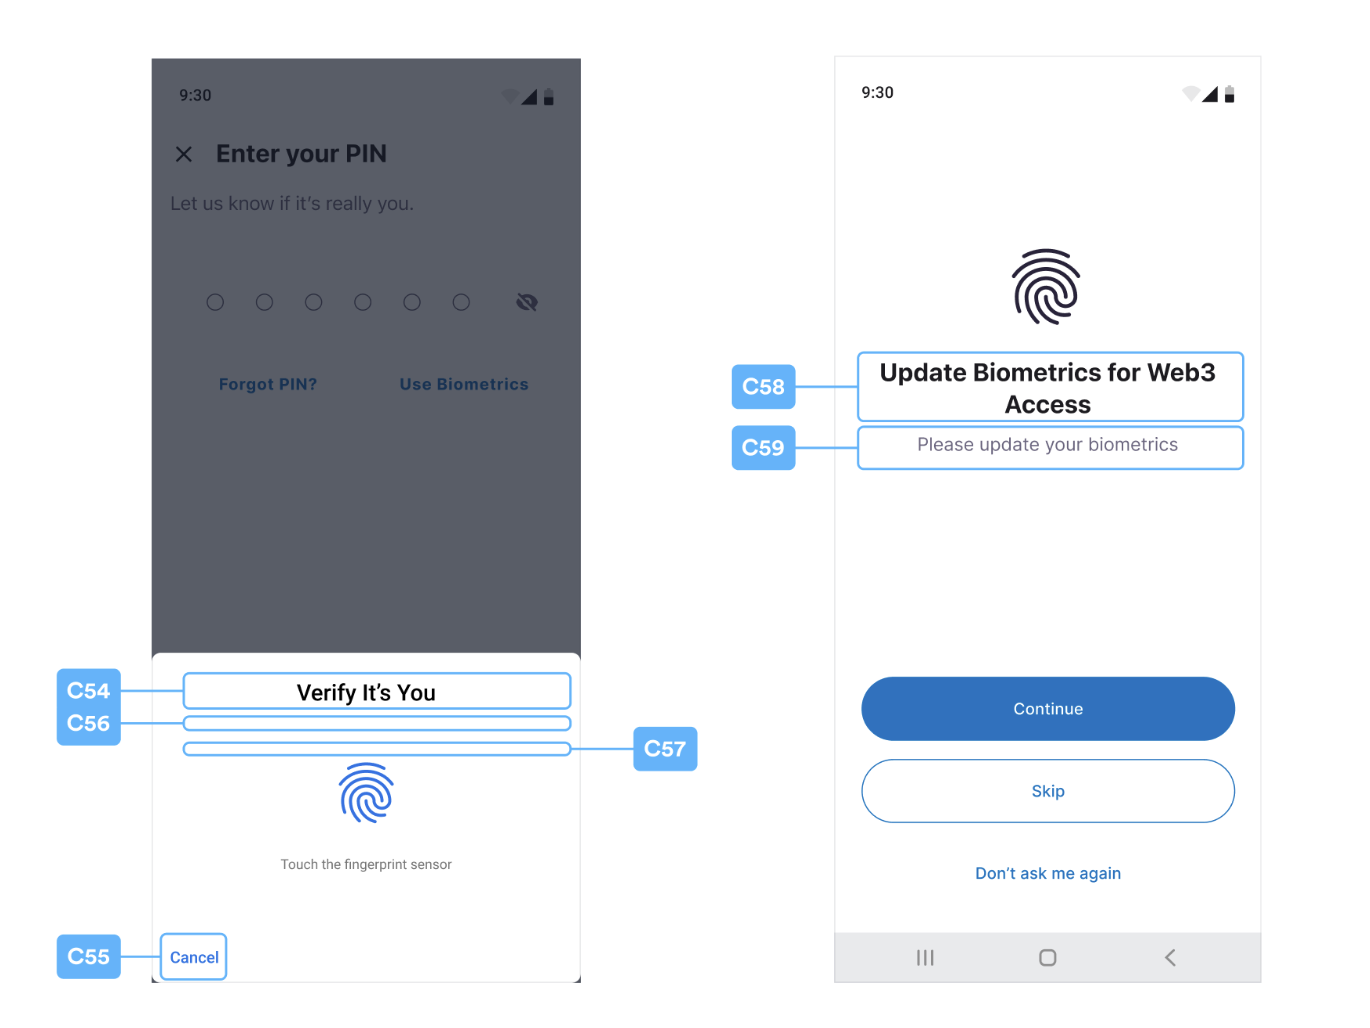 9:30
Enter your PIN
Let us know if it's really you.
Forgot PIN?
Use Biometrics
C54
Verify It's You
C56
C57
Touch the fingerprint sensor
C55
Cancel
9:30
C58
Update Biometrics for Web3
Access
C59
Please update your biometrics
Continue
Skip
Don't ask me again